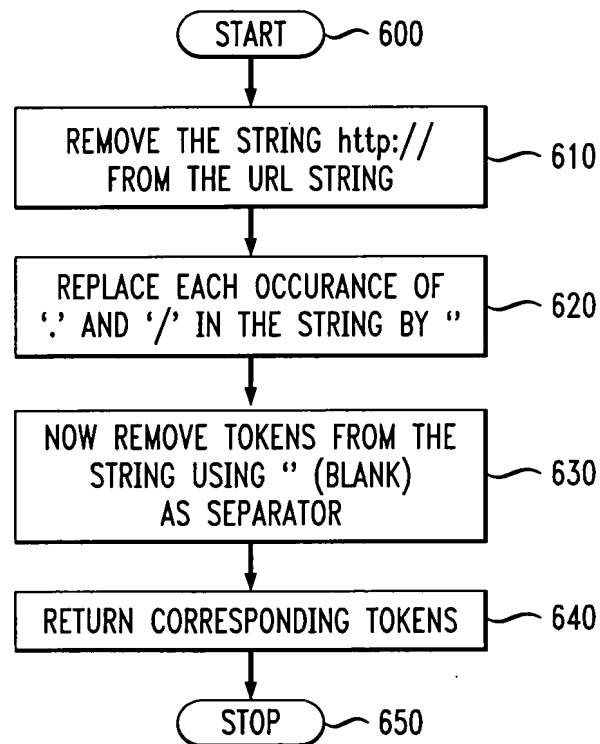 START 600
REMOVE THE STRING http://
FROM THE URL STRING
610
REPLACE EACH OCCURANCE OF
‘.’ AND ‘/’ IN THE STRING BY ‘’
620
NOW REMOVE TOKENS FROM THE
STRING USING ‘’ (BLANK)
AS SEPARATOR
630
RETURN CORRESPONDING TOKENS 640
STOP 650